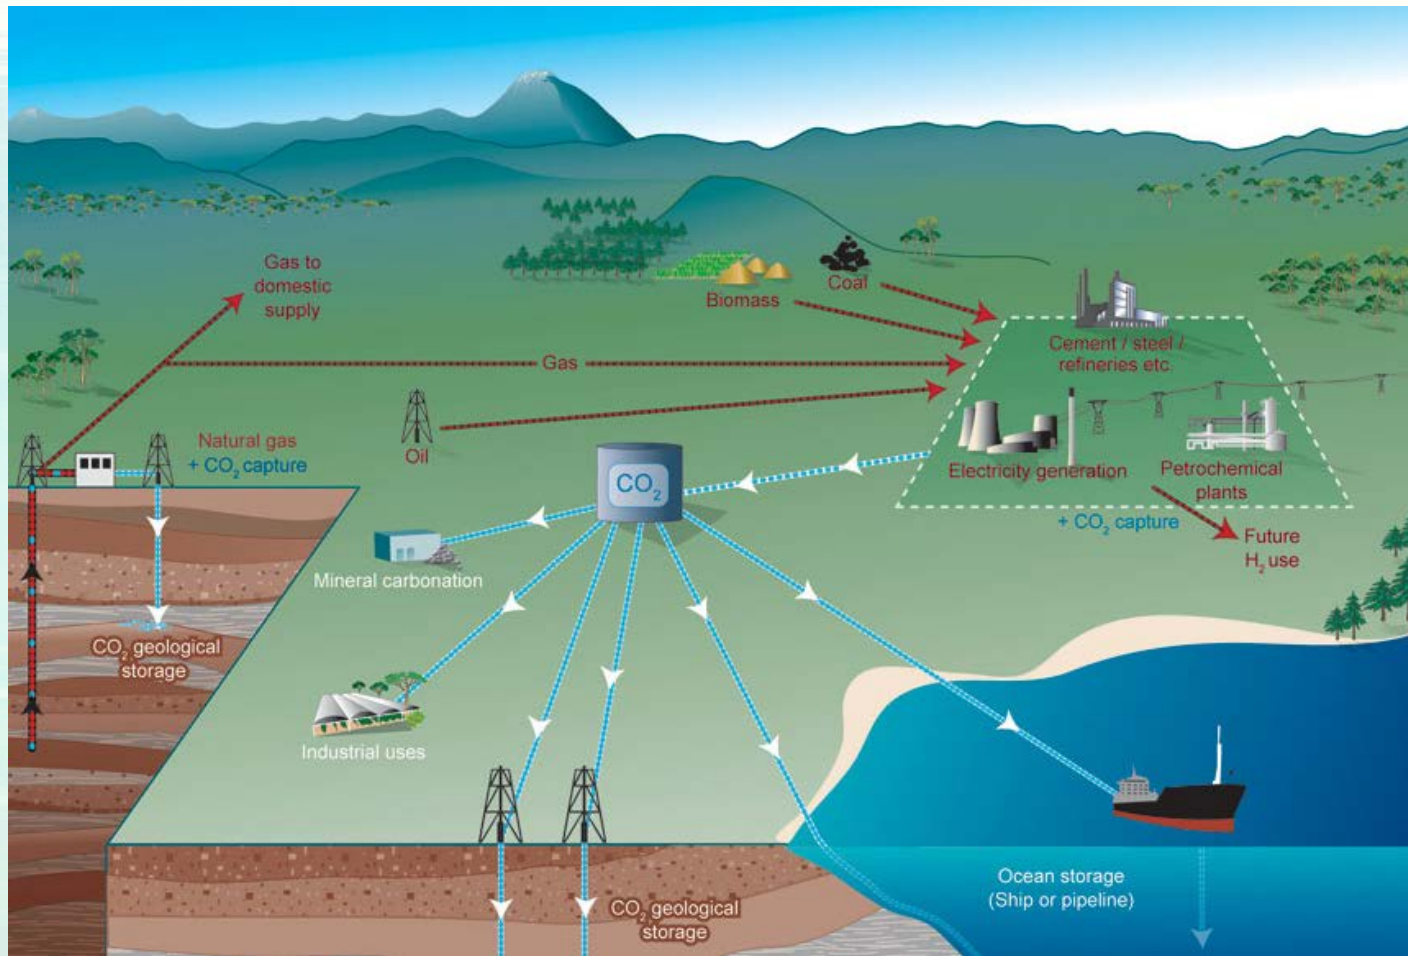 Gas to
domestic
supply
Biomass
Coal
Cement / steel /
refineries etc.
Gas
Oil
Natural gas
+ CO₂ capture
CO₂
Electricity generation
Petrochemical
plants
+ CO₂ capture
Future
H₂ use
Mineral carbonation
CO₂ geological
storage
Industrial uses
Ocean storage
(Ship or pipeline)
CO₂ geological
storage